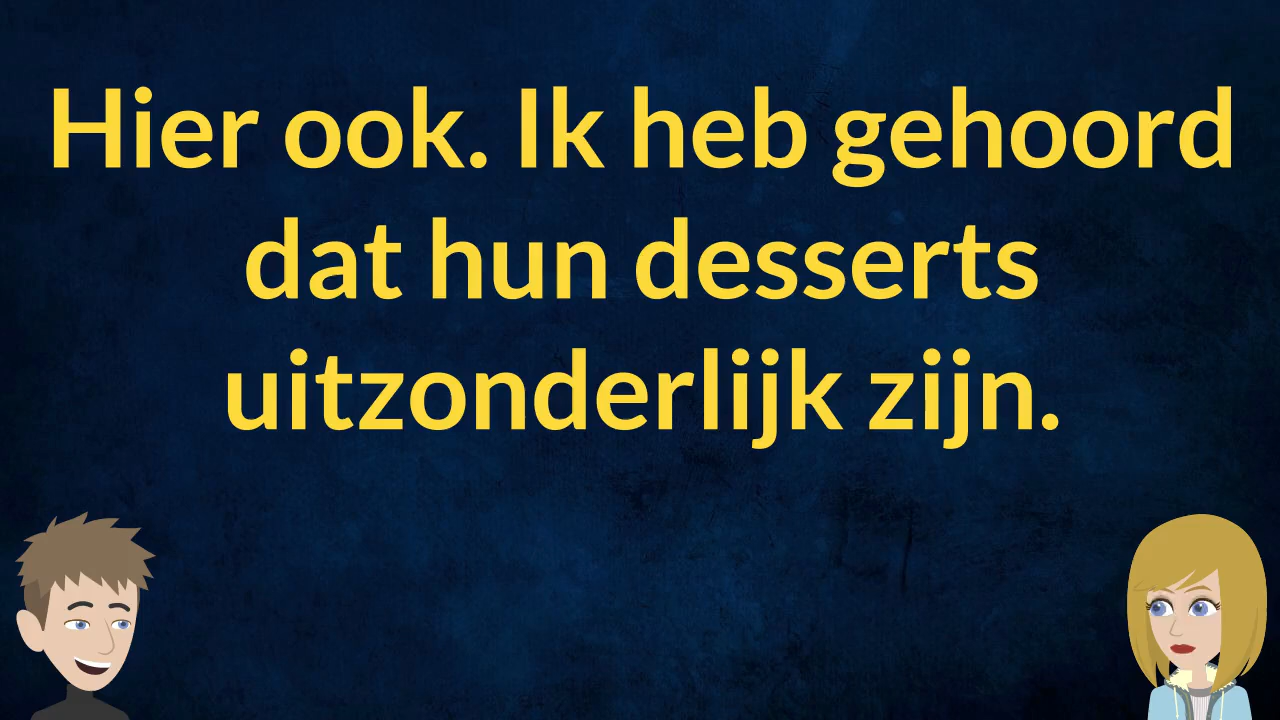 Hier ook. Ik heb gehoord
dat hun desserts
uitzonderlijk zijn.